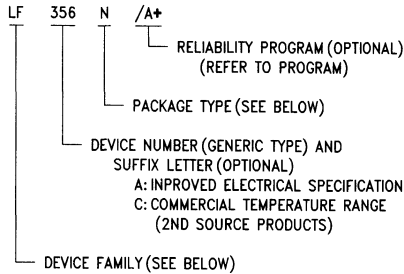 LF 356 N /A+
RELIABILITY PROGRAM (OPTIONAL)
(REFER TO PROGRAM)
PACKAGE TYPE (SEE BELOW)
DEVICE NUMBER (GENERIC TYPE) AND
SUFFIX LETTER (OPTIONAL)
A: INPROVED ELECTRICAL SPECIFICATION
C: COMMERCIAL TEMPERATURE RANGE
(2ND SOURCE PRODUCTS)
DEVICE FAMILY (SEE BELOW)